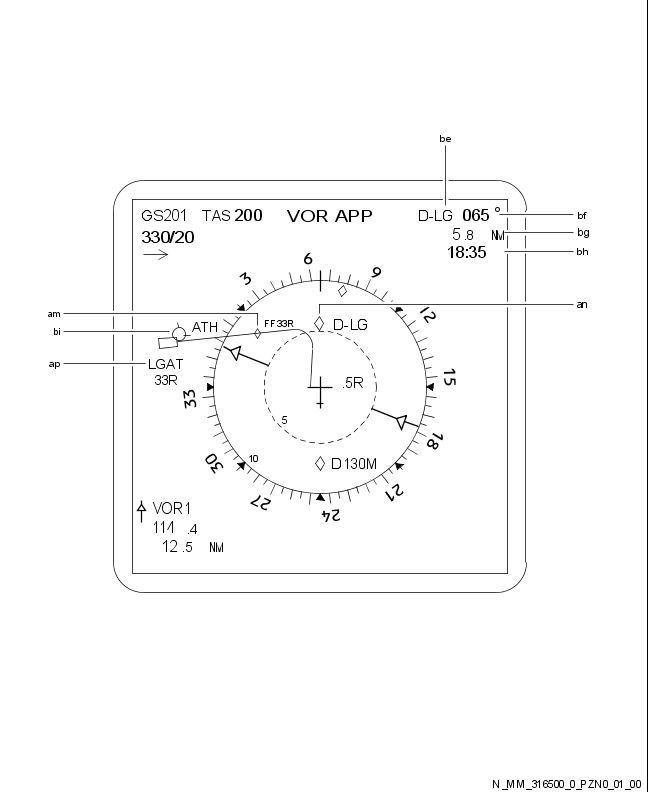 be
GS201 TAS 200 VOR APP D-LG 065° bf
330/20 5.8 NM bg
18:35 bh
6
3 9
am an
FF33R 12
bi ATH D-LG
ap LGAT
33R
.5R 15
33
5
18
30 10 D130M
27 24 21
VOR1
114 .4
12.5 NM
N_MM_316500_0_PZN0_01_00